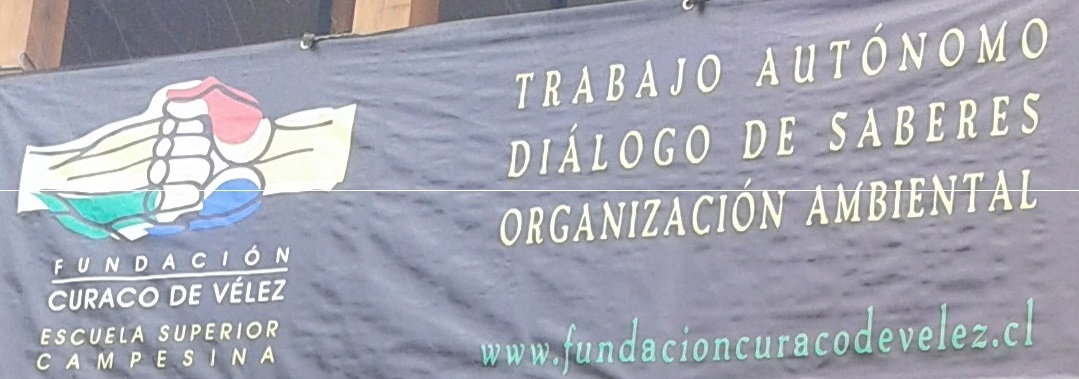 FUNDACIÓN
CURACO DE VÉLEZ
ESCUELA SUPERIOR
CAMPESINA
TRABAJO AUTÓNOMO
DIÁLOGO DE SABERES
ORGANIZACIÓN AMBIENTAL
www.fundacioncuracodevelez.cl